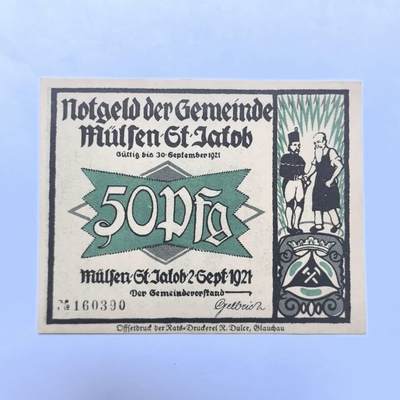 Notgeld der Gemeinde
Mülsen-St-Jakob
Gültig bis 30-September 1921
50 Pfg
Mülsen-St. Jakob 2-Sept. 1921
Der Gemeindevorstand
№ 160390
Offsetdruck der Rats-Druckerei R. Dulce, Glauchau